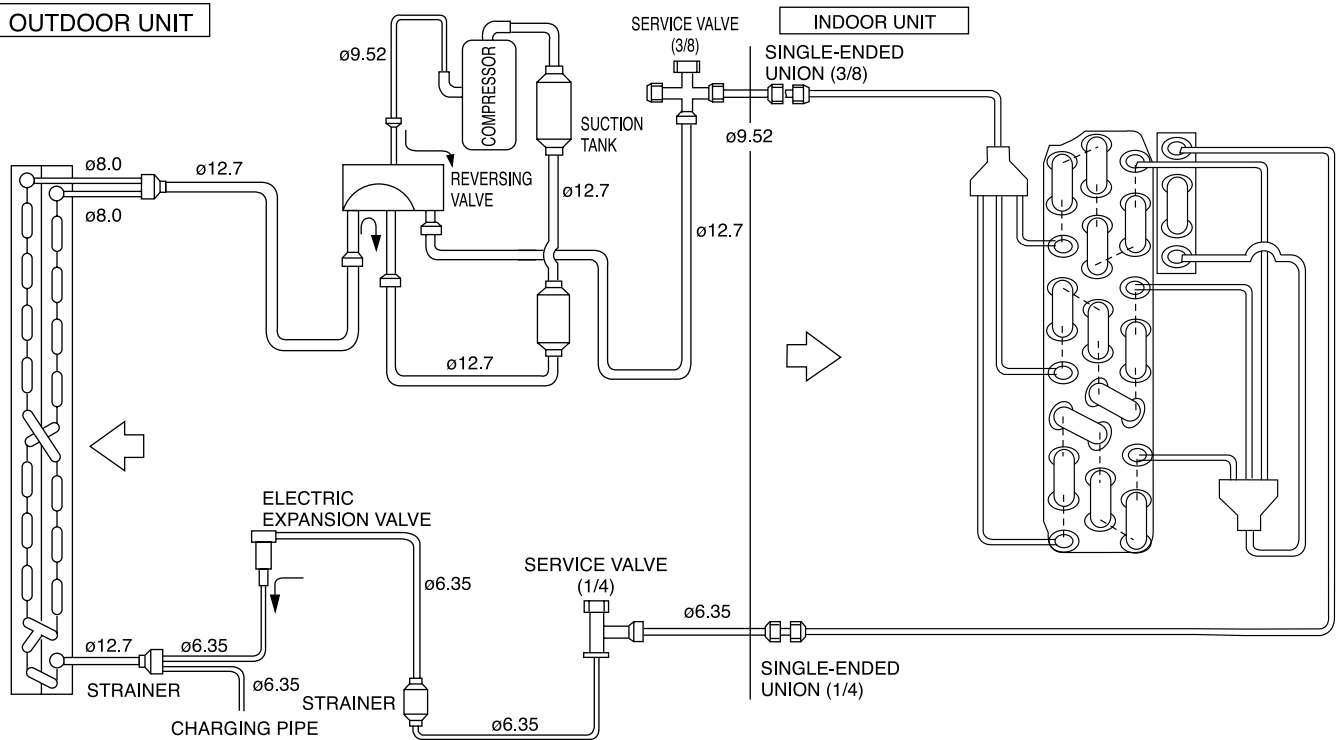 OUTDOOR UNIT
INDOOR UNIT
SERVICE VALVE
(3/8)
SINGLE-ENDED
UNION (3/8)
ø9.52
COMPRESSOR
SUCTION
TANK
ø9.52
ø8.0
ø12.7
ø8.0
REVERSING
VALVE
ø12.7
ø12.7
ø12.7
ELECTRIC
EXPANSION VALVE
ø6.35
SERVICE VALVE
(1/4)
ø6.35
ø12.7
ø6.35
STRAINER
ø6.35
STRAINER
CHARGING PIPE
ø6.35
SINGLE-ENDED
UNION (1/4)